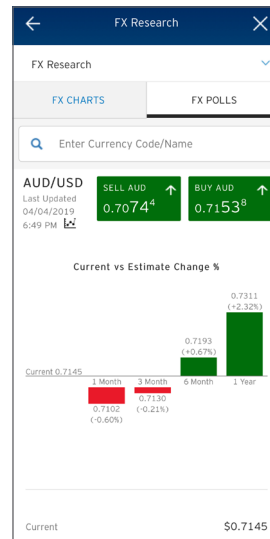 FX Research
FX Research
FX CHARTS FX POLLS
Enter Currency Code/Name
AUD/USD
Last Updated
04/04/2019
6:49 PM
SELL AUD
0.7074⁴
BUY AUD
0.7153⁸
Current vs Estimate Change %
0.7311
(+2.32%)
0.7193
(+0.67%)
Current 0.7145
1 Month 3 Month 6 Month 1 Year
0.7130
(-0.21%)
0.7102
(-0.60%)
Current $0.7145